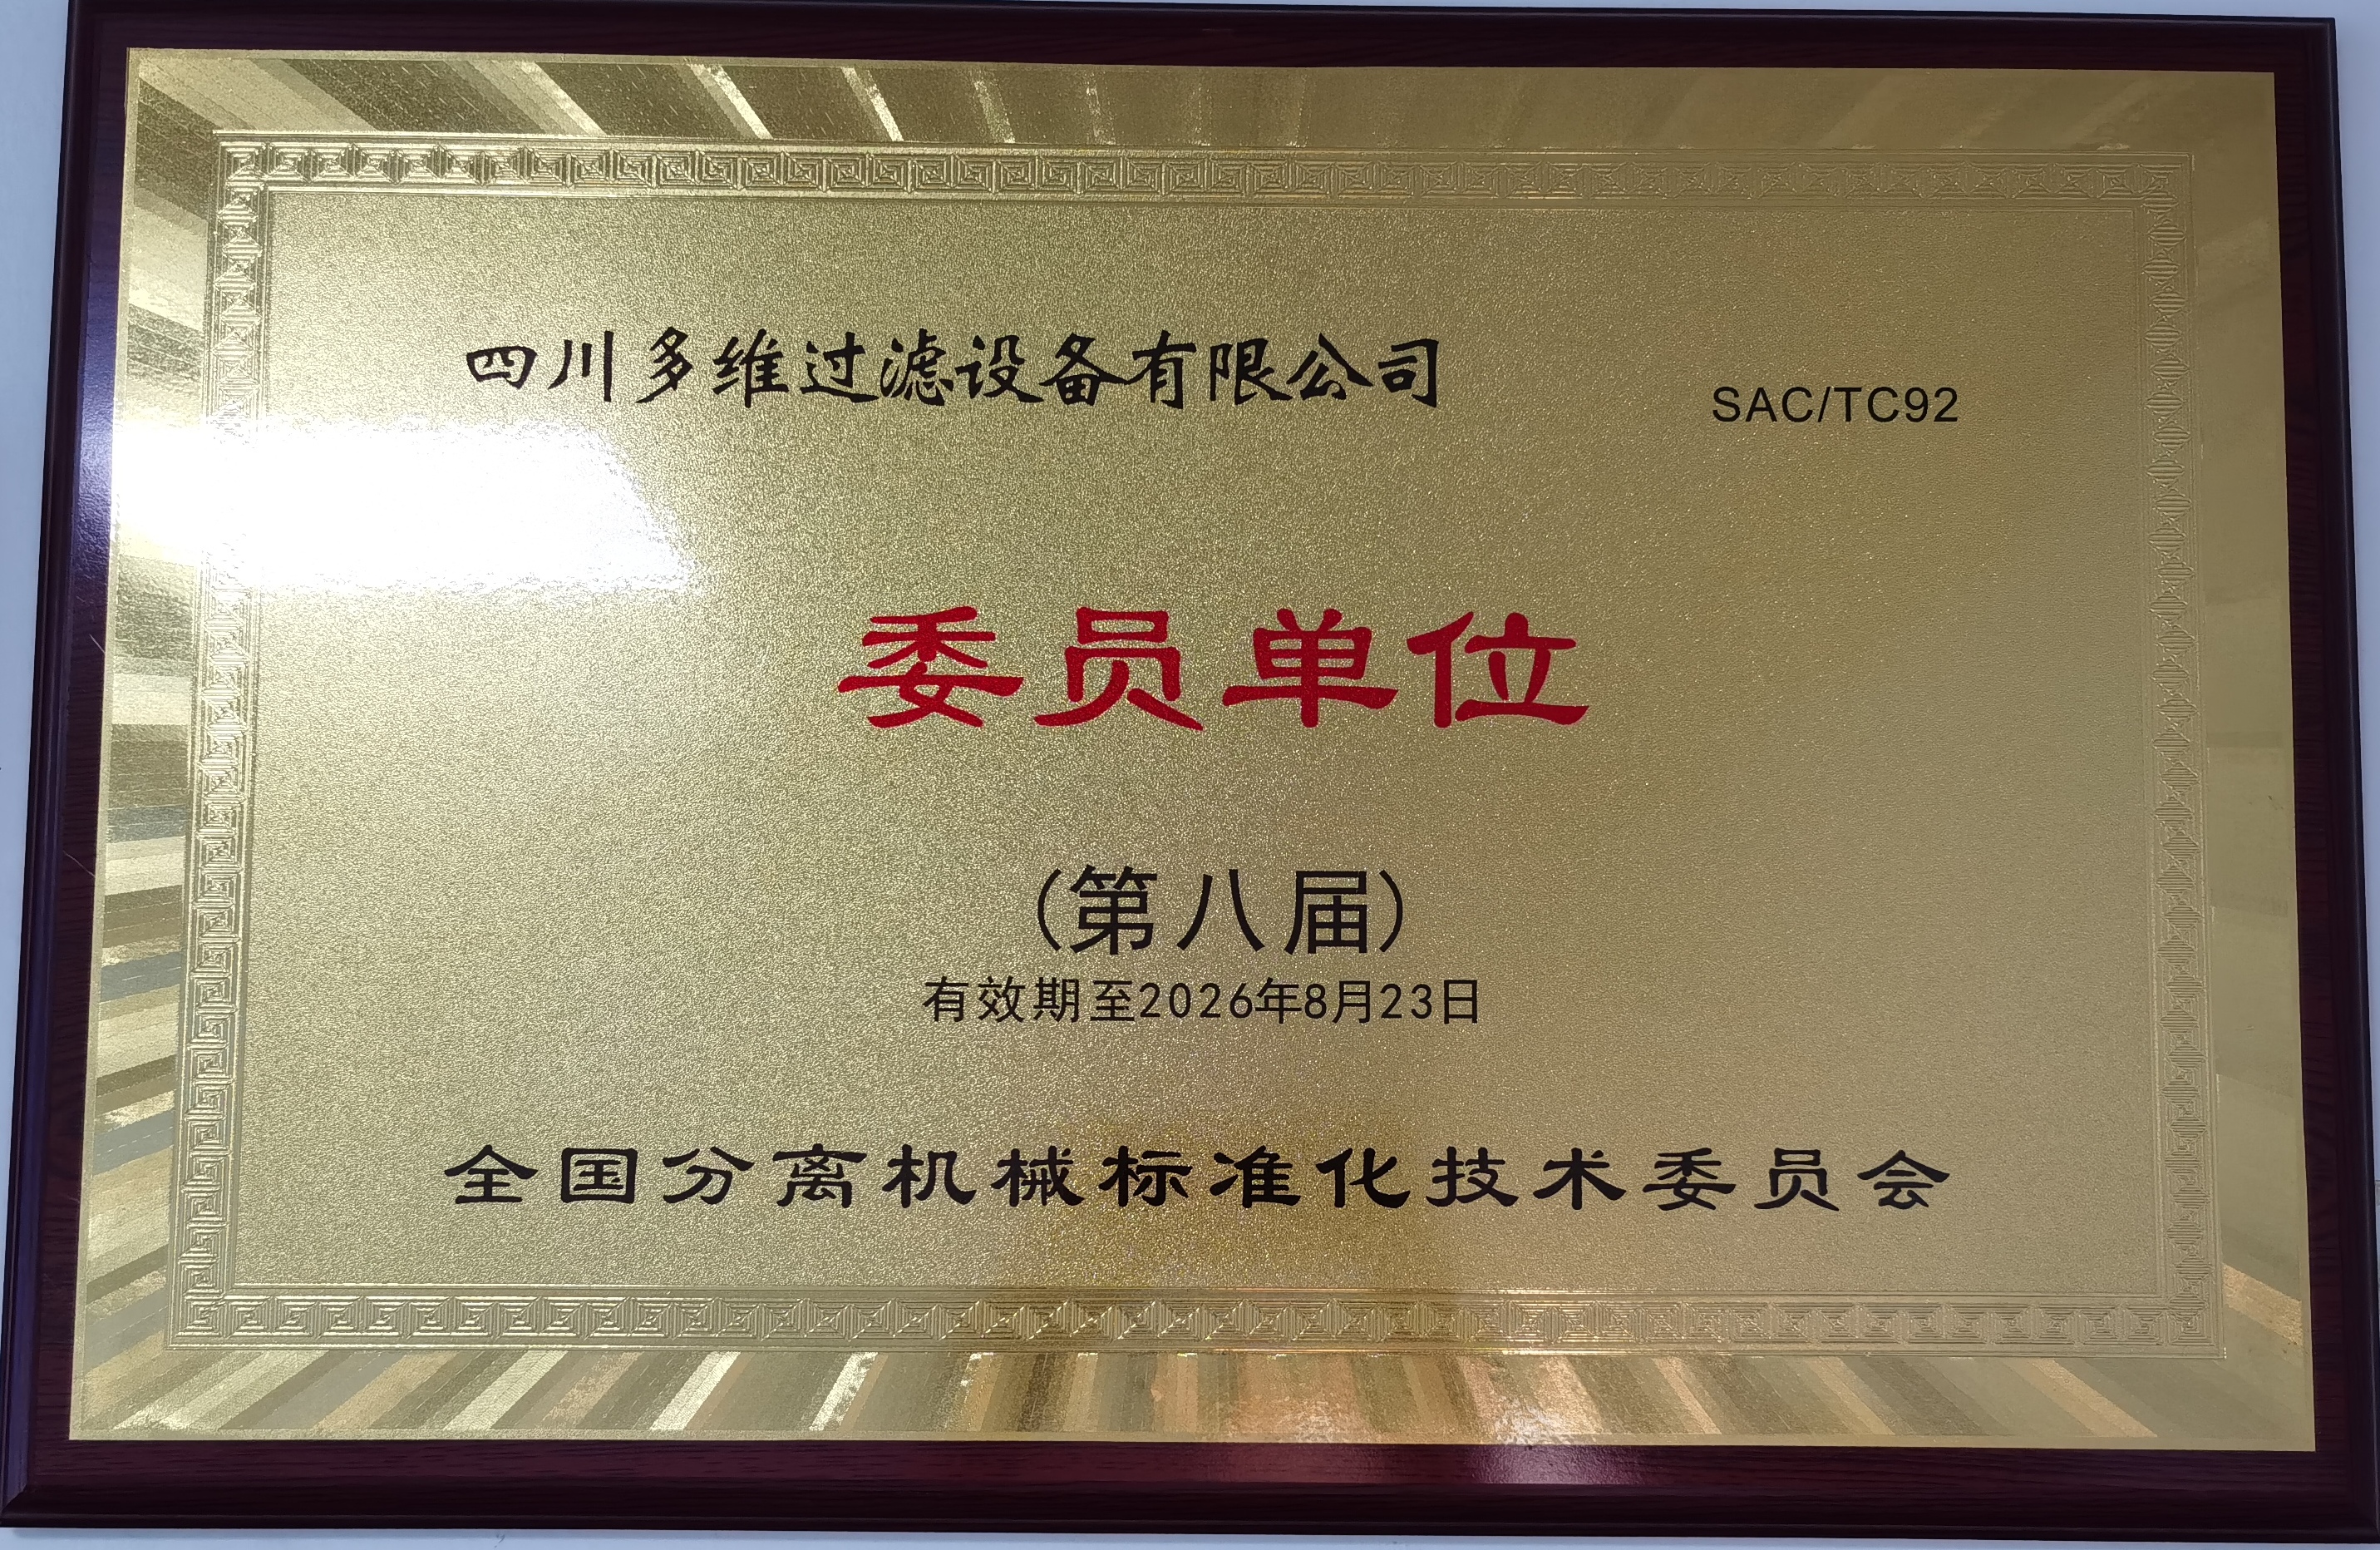 四川多维过滤设备有限公司
SAC/TC92
委员单位
(第八届)
有效期至2026年8月23日
全国分离机械标准化技术委员会